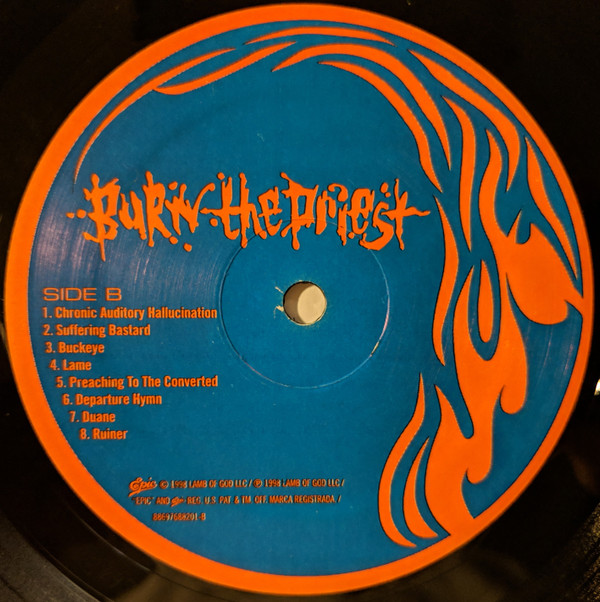 Burn the Priest
SIDE B
1. Chronic Auditory Hallucination
2. Suffering Bastard
3. Buckeye
4. Lame
5. Preaching To The Converted
6. Departure Hymn
7. Duane
8. Ruiner
Epic © 1998 LAMB OF GOD LLC / ℗ 1998 LAMB OF GOD LLC /
"EPIC" AND Epic REG. U.S. PAT. & TM. OFF. MARCA REGISTRADA. /
88697688201-B